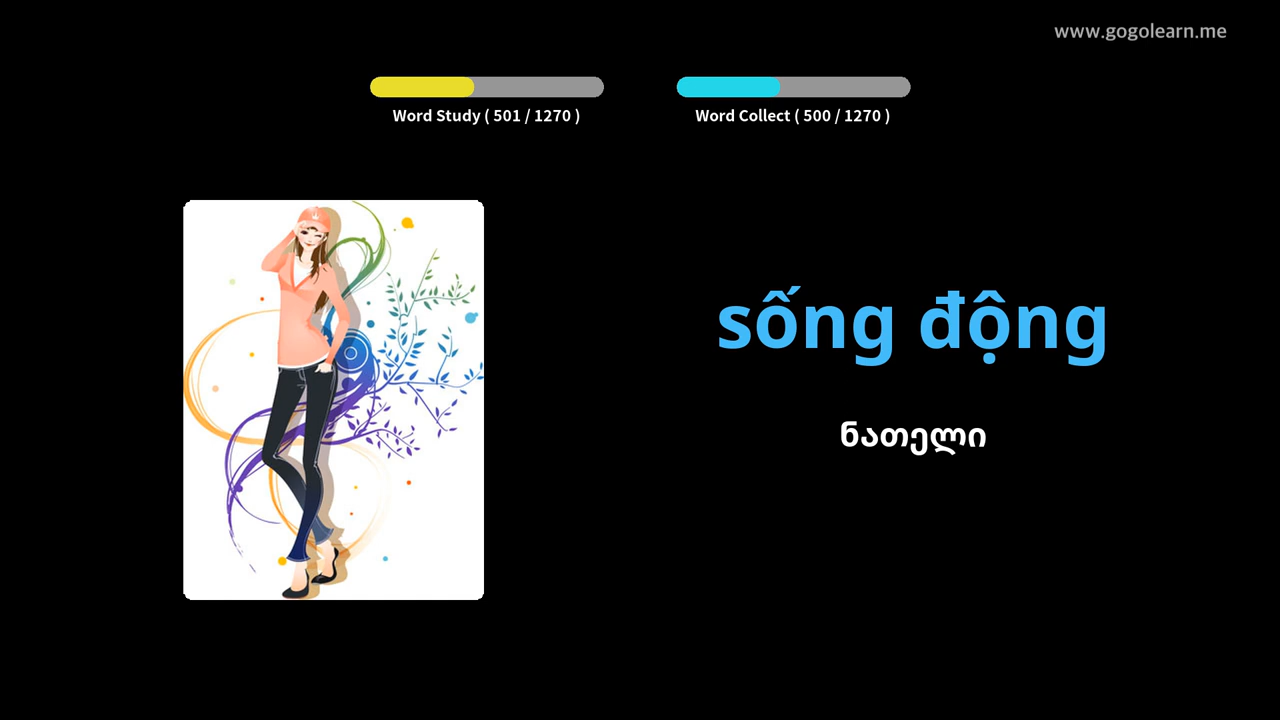 www.gogolearn.me
Word Study ( 501 / 1270 )
Word Collect ( 500 / 1270 )
sống động
ნათელი